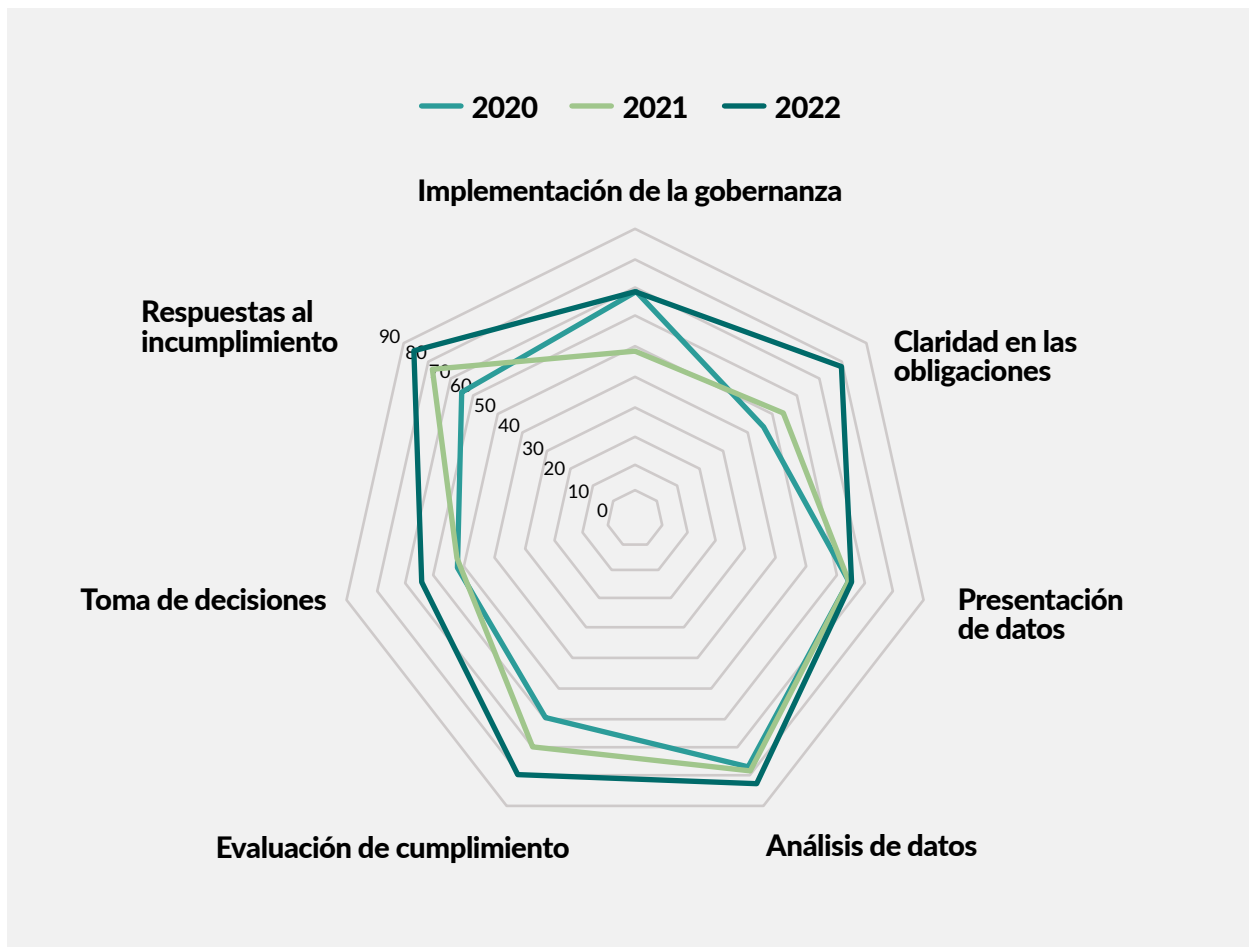 2020 2021 2022
Implementación de la gobernanza
Respuestas al
incumplimiento
Claridad en las
obligaciones
90
80
70
60
50
40
30
20
10
0
Toma de decisiones
Presentación
de datos
Evaluación de cumplimiento
Análisis de datos